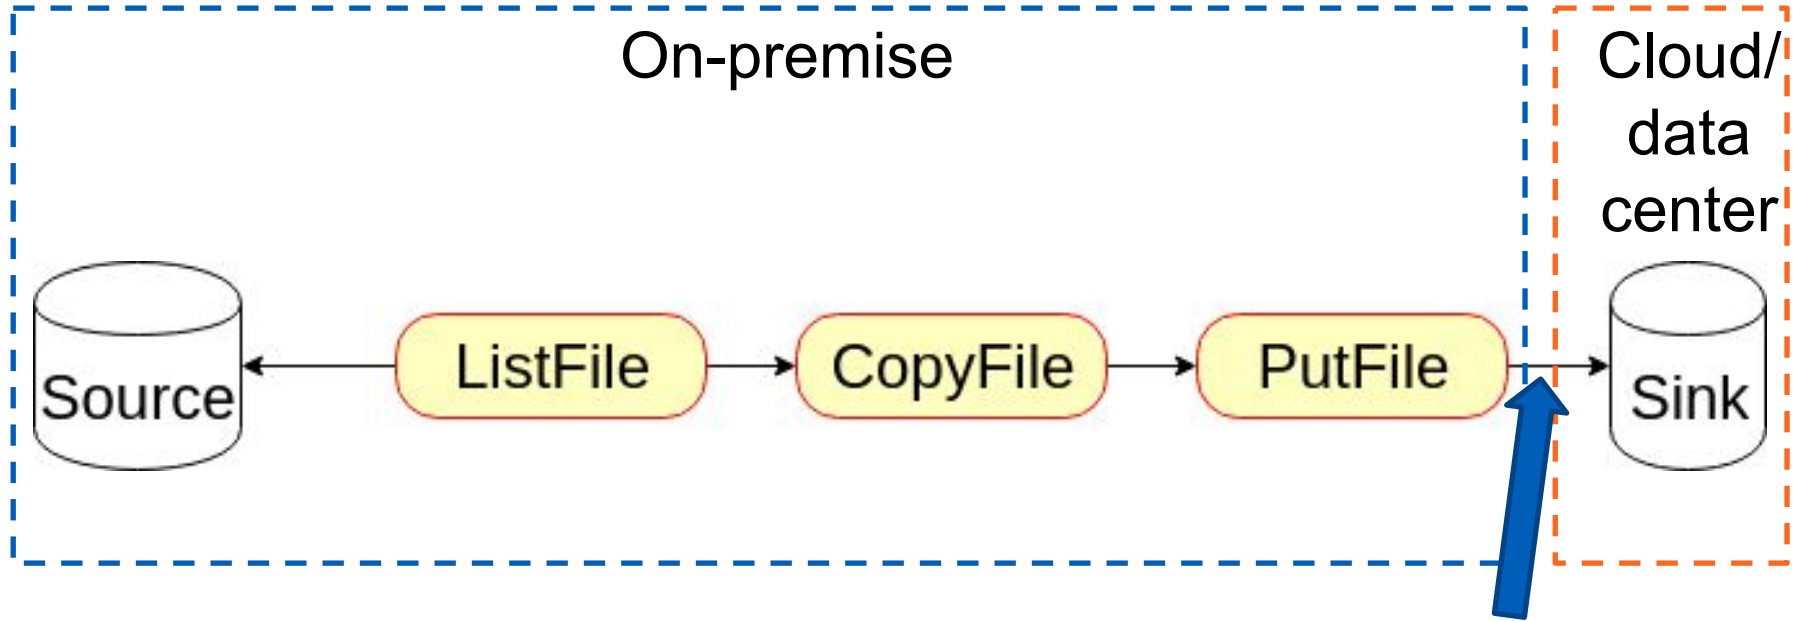 On-premise
Cloud/
data
center
Source
ListFile
CopyFile
PutFile
Sink